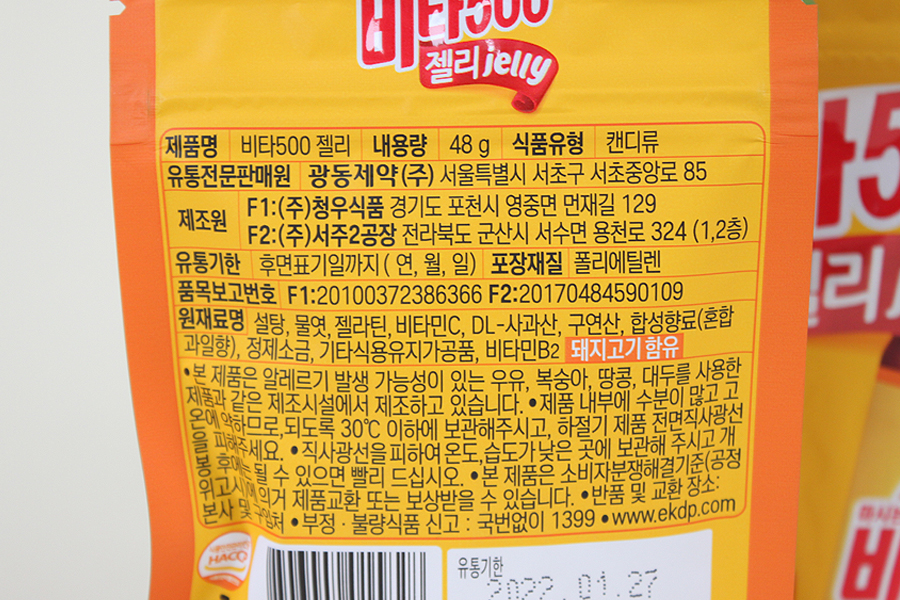 비타500
젤리 jelly
제품명 비타500 젤리 내용량 48 g 식품유형 캔디류
유통전문판매원 광동제약(주) 서울특별시 서초구 서초중앙로 85
제조원 F1:(주)청우식품 경기도 포천시 영중면 먼재길 129
F2:(주)서주2공장 전라북도 군산시 서수면 용천로 324 (1,2층)
유통기한 후면표기일까지 ( 연, 월, 일) 포장재질 폴리에틸렌
품목보고번호 F1:20100372386366 F2:20170484590109
원재료명 설탕, 물엿, 젤라틴, 비타민C, DL-사과산, 구연산, 합성향료(혼합
과일향), 정제소금, 기타식용유지가공품, 비타민B2 돼지고기 함유
•본 제품은 알레르기 발생 가능성이 있는 우유, 복숭아, 땅콩, 대두를 사용한
제품과 같은 제조시설에서 제조하고 있습니다. •제품 내부에 수분이 많고 고
온에 약하므로, 되도록 30℃ 이하에 보관해주시고, 하절기 제품 전면직사광선
을 피해주세요. •직사광선을 피하여 온도,습도가 낮은 곳에 보관해 주시고 개
봉 후에는 될 수 있으면 빨리 드십시오. •본 제품은 소비자분쟁해결기준(공정
위고시)에 의거 제품교환 또는 보상받을 수 있습니다. •반품 및 교환 장소:
본사 및 구입처 •부정 · 불량식품 신고 : 국번없이 1399 •www.ekdp.com
HACCP
유통기한
2022.01.27